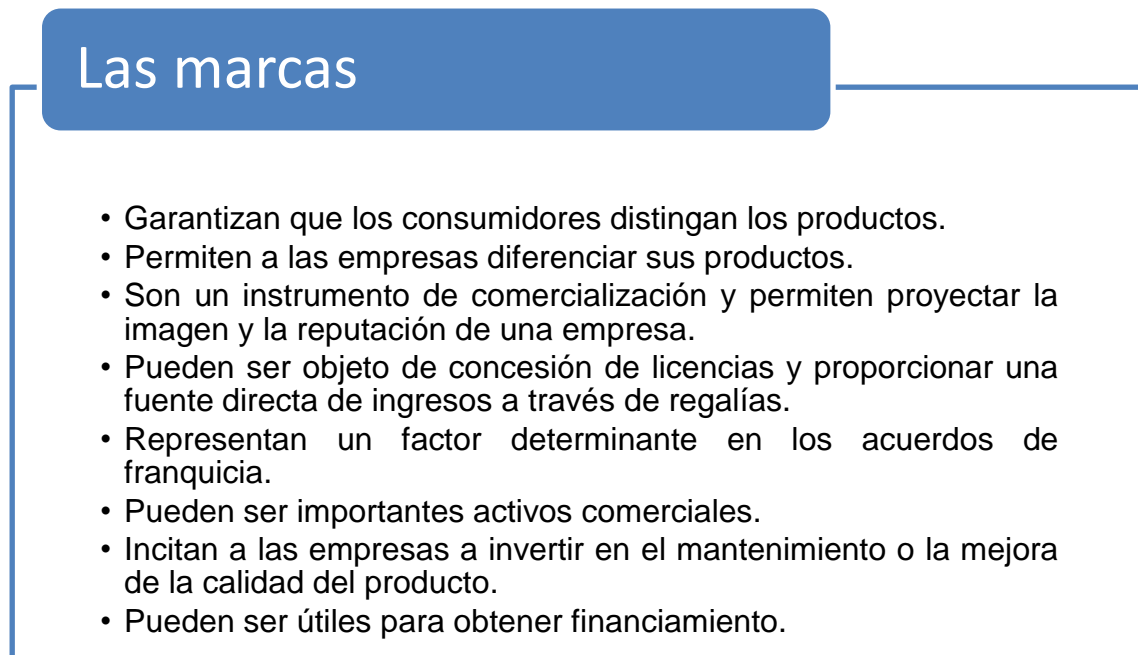 Las marcas
• Garantizan que los consumidores distingan los productos.
• Permiten a las empresas diferenciar sus productos.
• Son un instrumento de comercialización y permiten proyectar la
imagen y la reputación de una empresa.
• Pueden ser objeto de concesión de licencias y proporcionar una
fuente directa de ingresos a través de regalías.
• Representan un factor determinante en los acuerdos de
franquicia.
• Pueden ser importantes activos comerciales.
• Incitan a las empresas a invertir en el mantenimiento o la mejora
de la calidad del producto.
• Pueden ser útiles para obtener financiamiento.